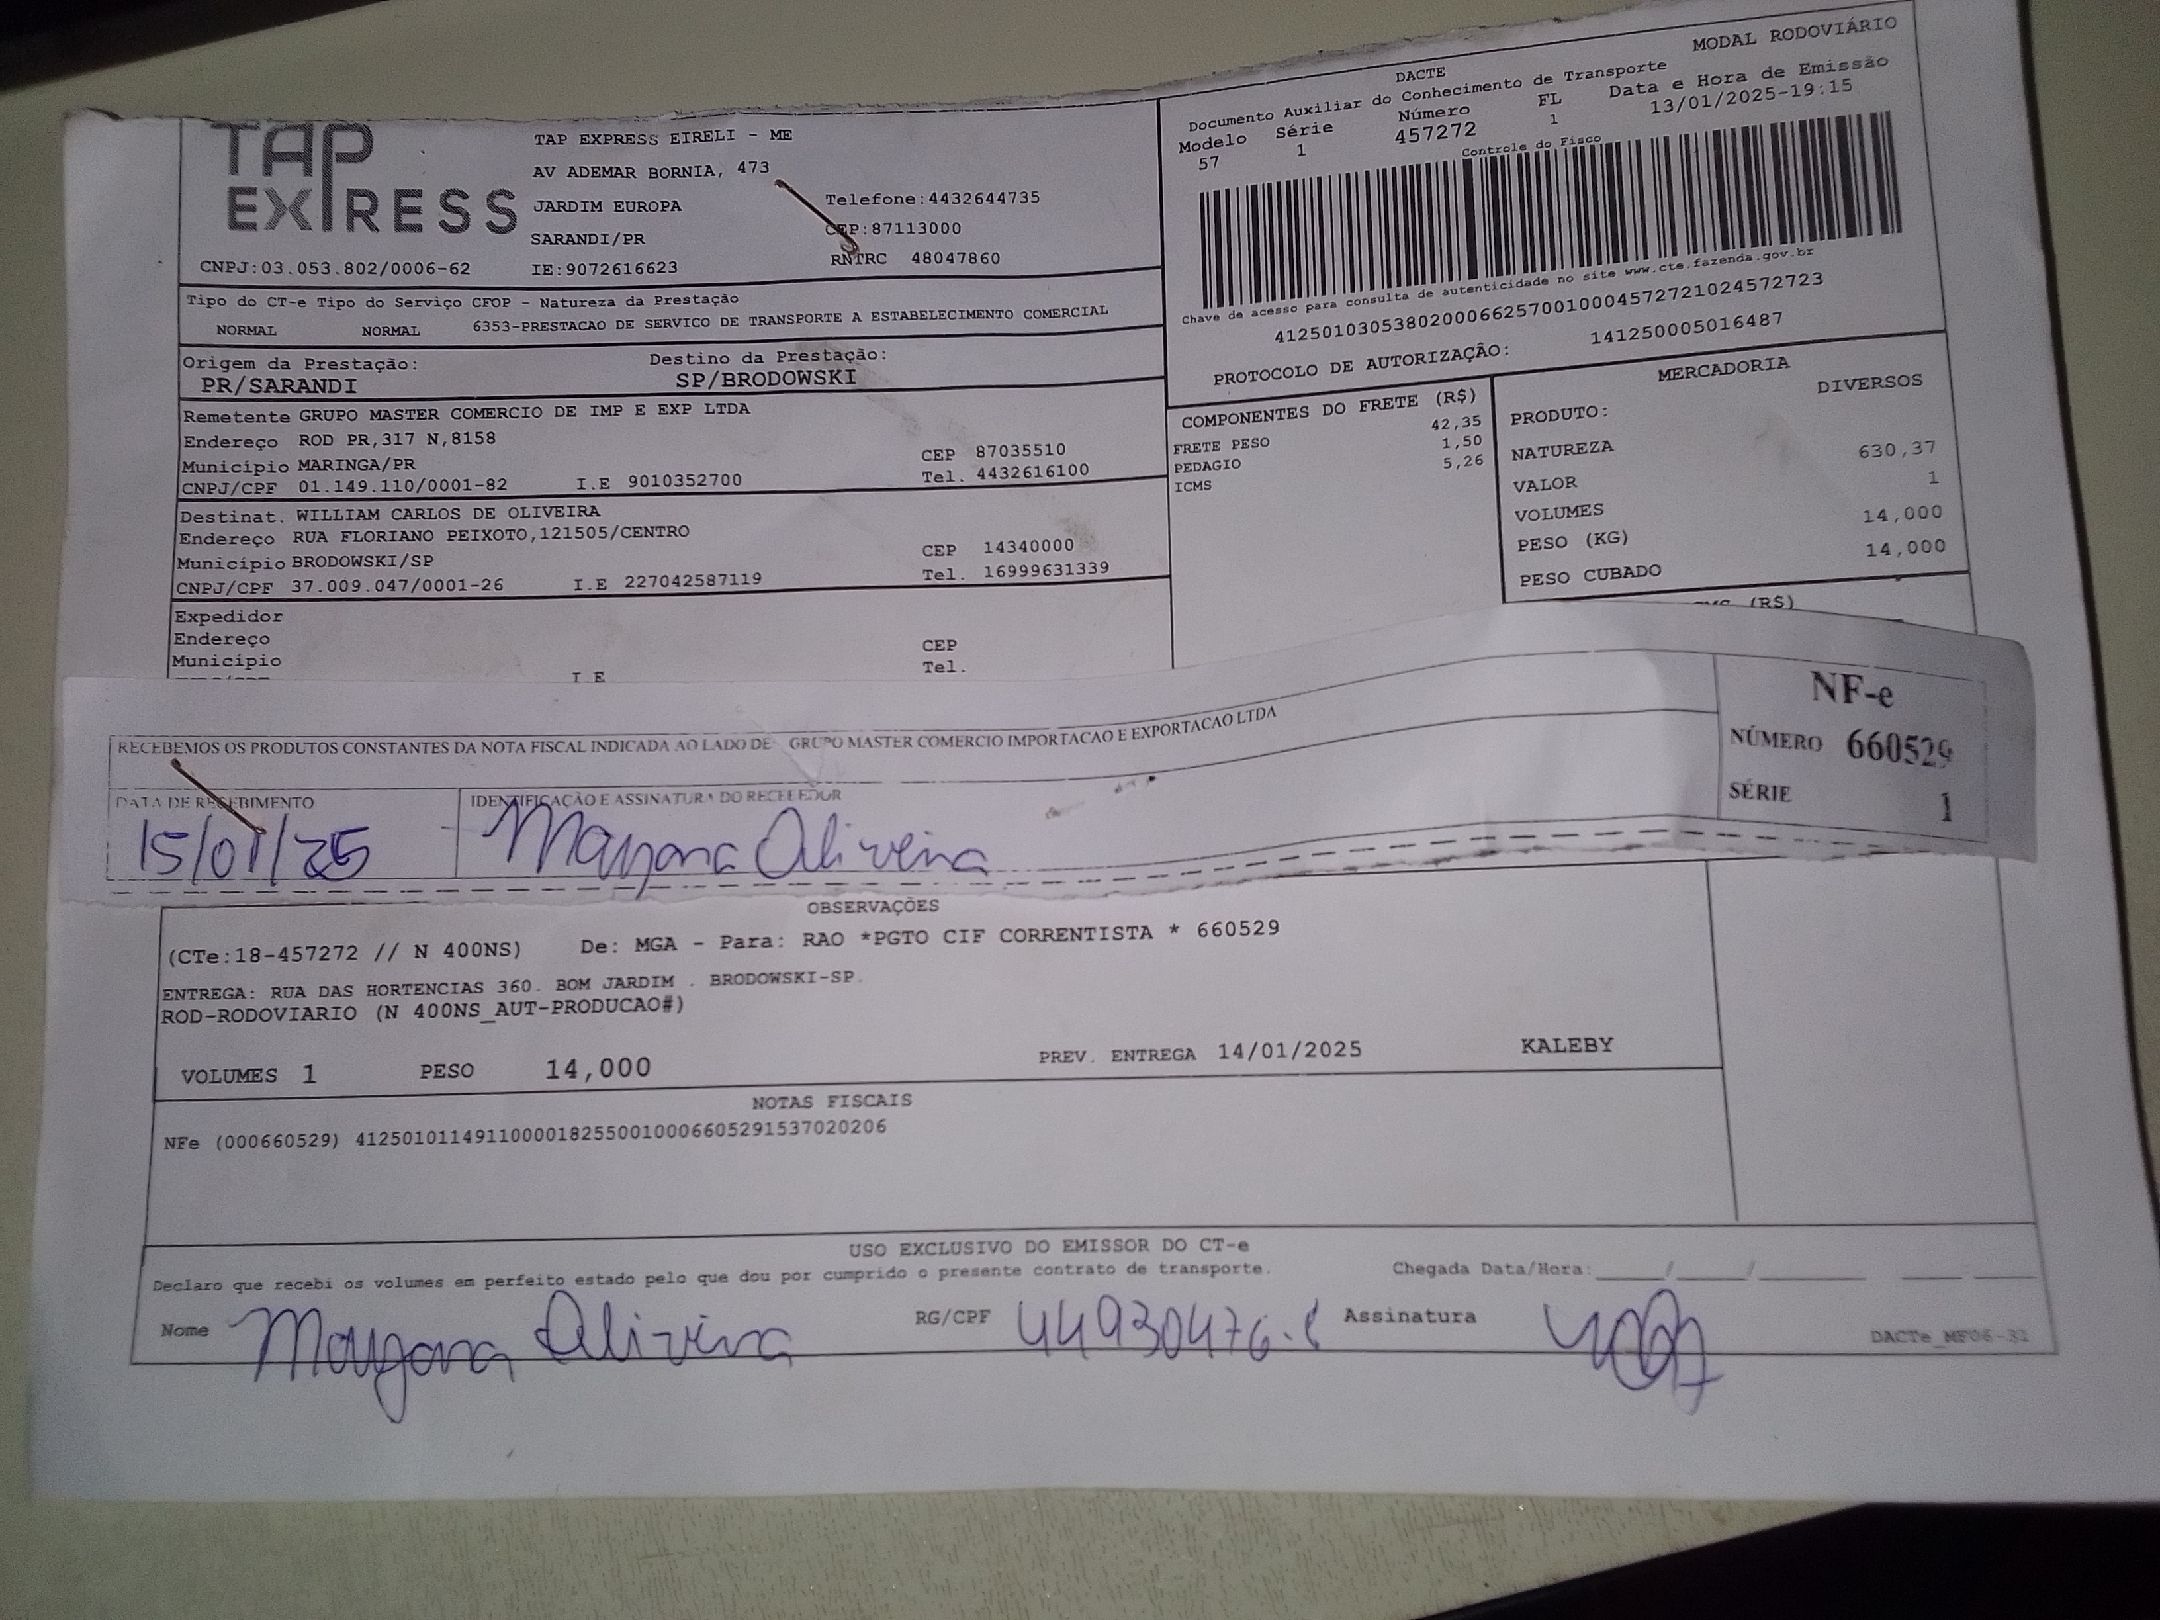 TAP EXPRESS
TAP EXPRESS EIRELI - ME
AV ADEMAR BORNIA, 473
JARDIM EUROPA
Telefone:4432644735
SARANDI/PR
CEP:87113000
CNPJ:03.053.802/0006-62
IE:9072616623
RNTRC 48047860
DACTE
MODAL RODOVIÁRIO
Documento Auxiliar do Conhecimento de Transporte
Modelo Série Número FL Data e Hora de Emissão
57 1 457272 1 13/01/2025-19:15
Controle do Fisco
Chave de acesso para consulta de autenticidade no site www.cte.fazenda.gov.br
41250103053802000662570010004572721024572723
PROTOCOLO DE AUTORIZAÇÃO: 141250005016487
Tipo do CT-e Tipo do Serviço CFOP - Natureza da Prestação
NORMAL NORMAL 6353-PRESTACAO DE SERVICO DE TRANSPORTE A ESTABELECIMENTO COMERCIAL
Origem da Prestação: Destino da Prestação:
PR/SARANDI SP/BRODOWSKI
Remetente GRUPO MASTER COMERCIO DE IMP E EXP LTDA
Endereço ROD PR,317 N,8158
Município MARINGA/PR CEP 87035510
CNPJ/CPF 01.149.110/0001-82 I.E 9010352700 Tel. 4432616100
Destinat. WILLIAM CARLOS DE OLIVEIRA
Endereço RUA FLORIANO PEIXOTO,121505/CENTRO
Município BRODOWSKI/SP CEP 14340000
CNPJ/CPF 37.009.047/0001-26 I.E 227042587119 Tel. 16999631339
Expedidor
Endereço CEP
Município Tel.
I E
COMPONENTES DO FRETE (R$)
FRETE PESO 42,35
PEDAGIO 1,50
ICMS 5,26
MERCADORIA
PRODUTO: DIVERSOS
NATUREZA
VALOR 630,37
VOLUMES 1
PESO (KG) 14,000
PESO CUBADO 14,000
(R$)
RECEBEMOS OS PRODUTOS CONSTANTES DA NOTA FISCAL INDICADA AO LADO DE GRUPO MASTER COMERCIO IMPORTACAO E EXPORTACAO LTDA
DATA DE RECEBIMENTO IDENTIFICAÇÃO E ASSINATURA DO RECEBEDOR
15/01/25 Mayara Oliveira
NF-e
NÚMERO 660529
SÉRIE 1
OBSERVAÇÕES
(CTe:18-457272 // N 400NS) De: MGA - Para: RAO *PGTO CIF CORRENTISTA * 660529
ENTREGA: RUA DAS HORTENCIAS 360. BOM JARDIM . BRODOWSKI-SP.
ROD-RODOVIARIO (N 400NS_AUT-PRODUCAO#)
VOLUMES 1 PESO 14,000 PREV. ENTREGA 14/01/2025 KALEBY
NOTAS FISCAIS
NFe (000660529) 41250101149110000182550010006605291537020206
USO EXCLUSIVO DO EMISSOR DO CT-e
Declaro que recebi os volumes em perfeito estado pelo que dou por cumprido o presente contrato de transporte. Chegada Data/Hora:
Nome Mayara Oliveira RG/CPF Assinatura
DACTe_MF06-31